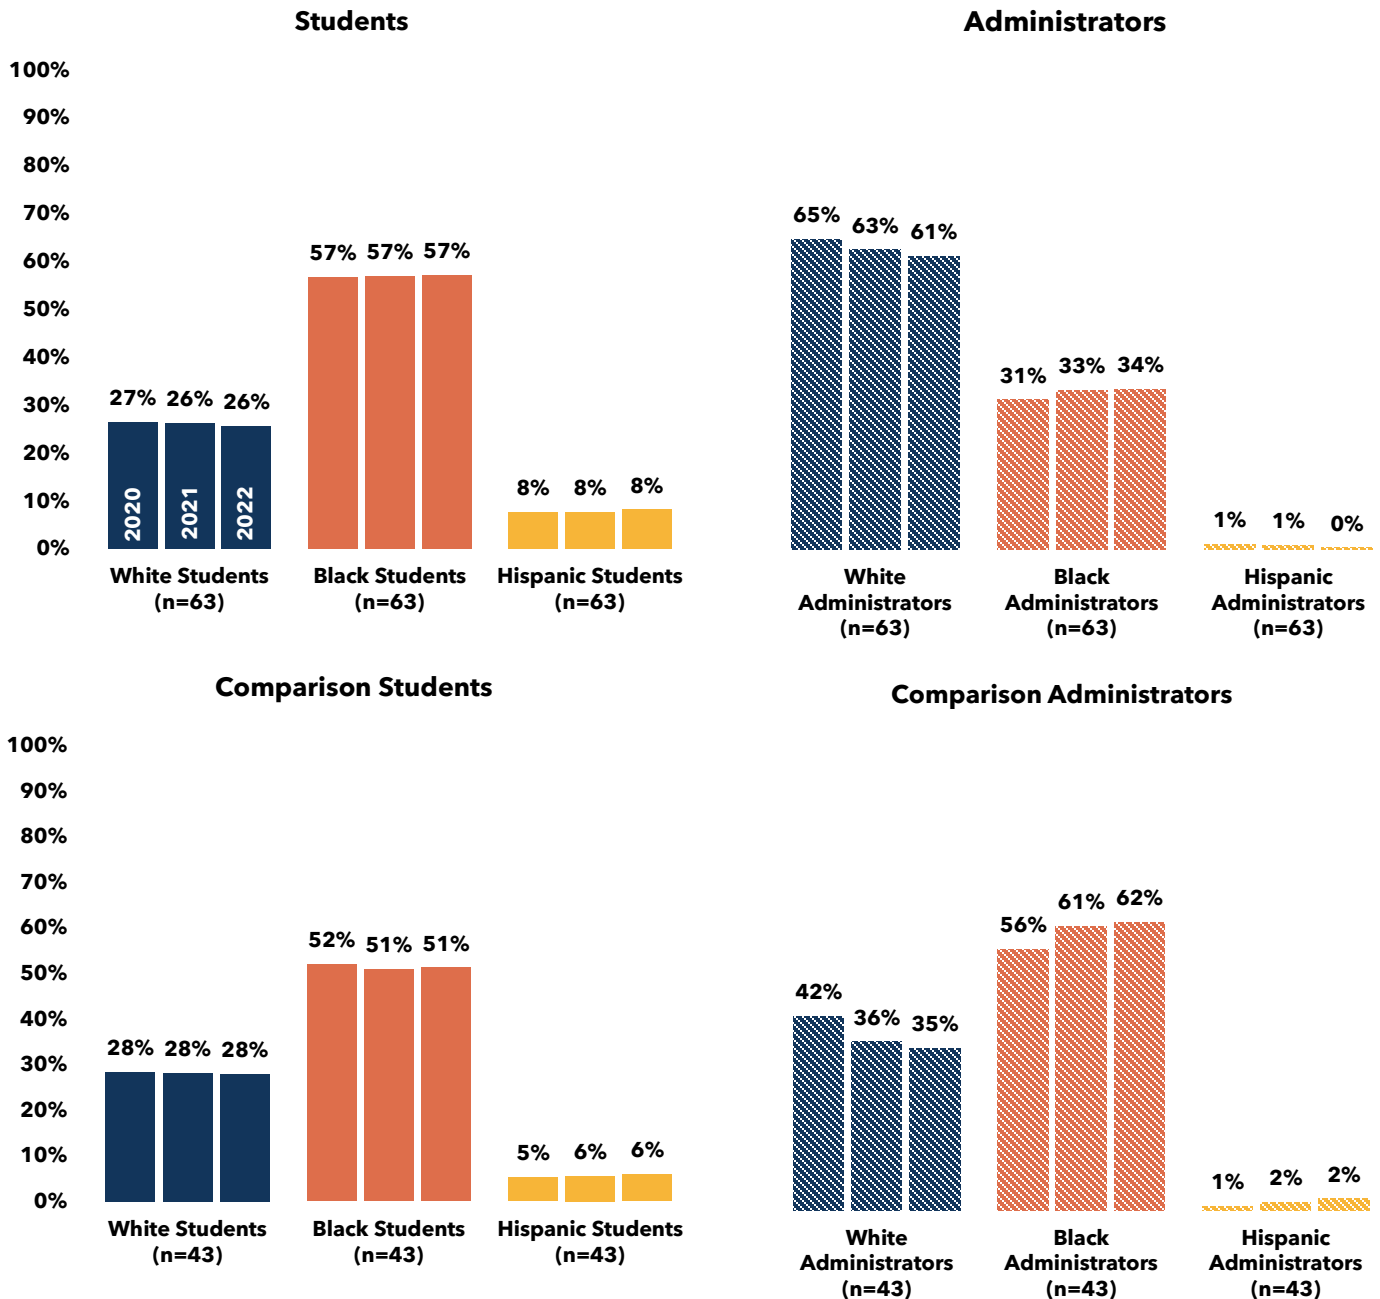 Students
100%
90%
80%
70%
60%
50%
40%
30%
20%
10%
0%
27% 26% 26%
57% 57% 57%
8% 8% 8%
2020
2021
2022
White Students
(n=63)
Black Students
(n=63)
Hispanic Students
(n=63)
Administrators
65% 63% 61%
31% 33% 34%
1% 1% 0%
White
Administrators
(n=63)
Black
Administrators
(n=63)
Hispanic
Administrators
(n=63)
Comparison Students
100%
90%
80%
70%
60%
50%
40%
30%
20%
10%
0%
28% 28% 28%
52% 51% 51%
5% 6% 6%
White Students
(n=43)
Black Students
(n=43)
Hispanic Students
(n=43)
Comparison Administrators
42% 36% 35%
56% 61% 62%
1% 2% 2%
White
Administrators
(n=43)
Black
Administrators
(n=43)
Hispanic
Administrators
(n=43)